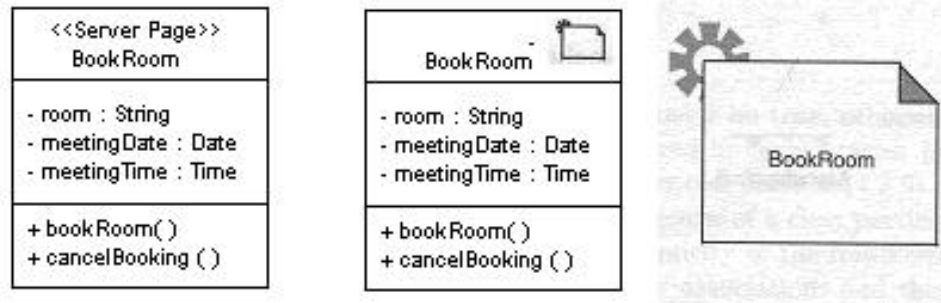 <<Server Page>>
BookRoom
- room : String
- meetingDate : Date
- meetingTime : Time
+ bookRoom( )
+ cancelBooking ( )
BookRoom
- room : String
- meetingDate : Date
- meetingTime : Time
+ bookRoom( )
+ cancelBooking ( )
BookRoom